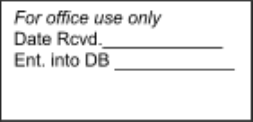 For office use only
Date Rcvd.____________
Ent. into DB ____________